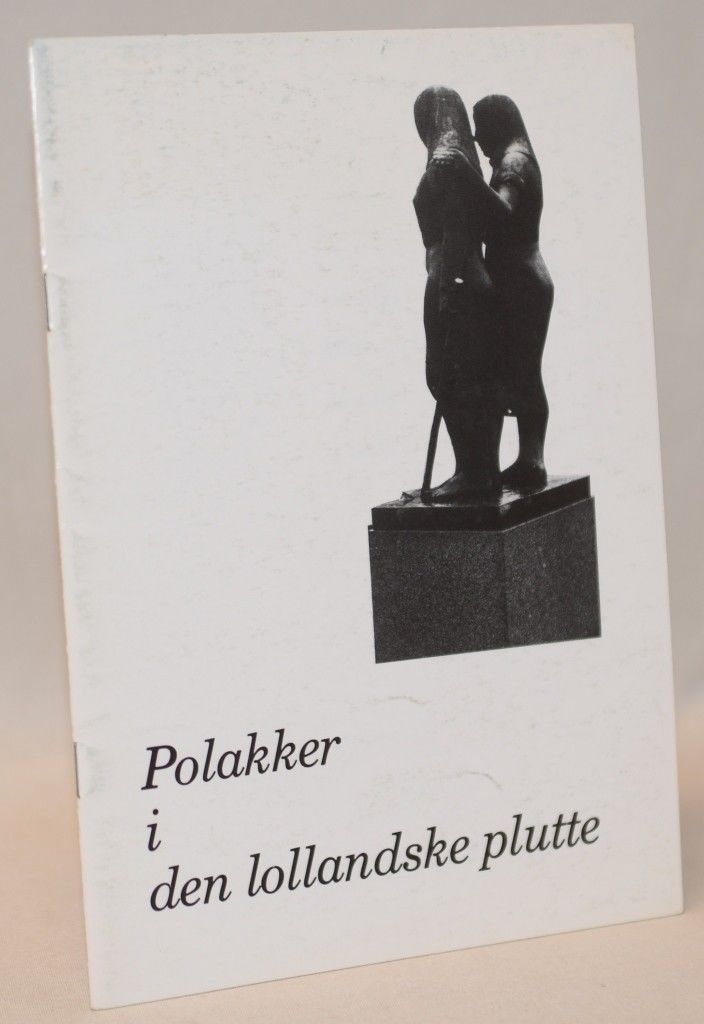 Polakker
i
den lollandske plutte